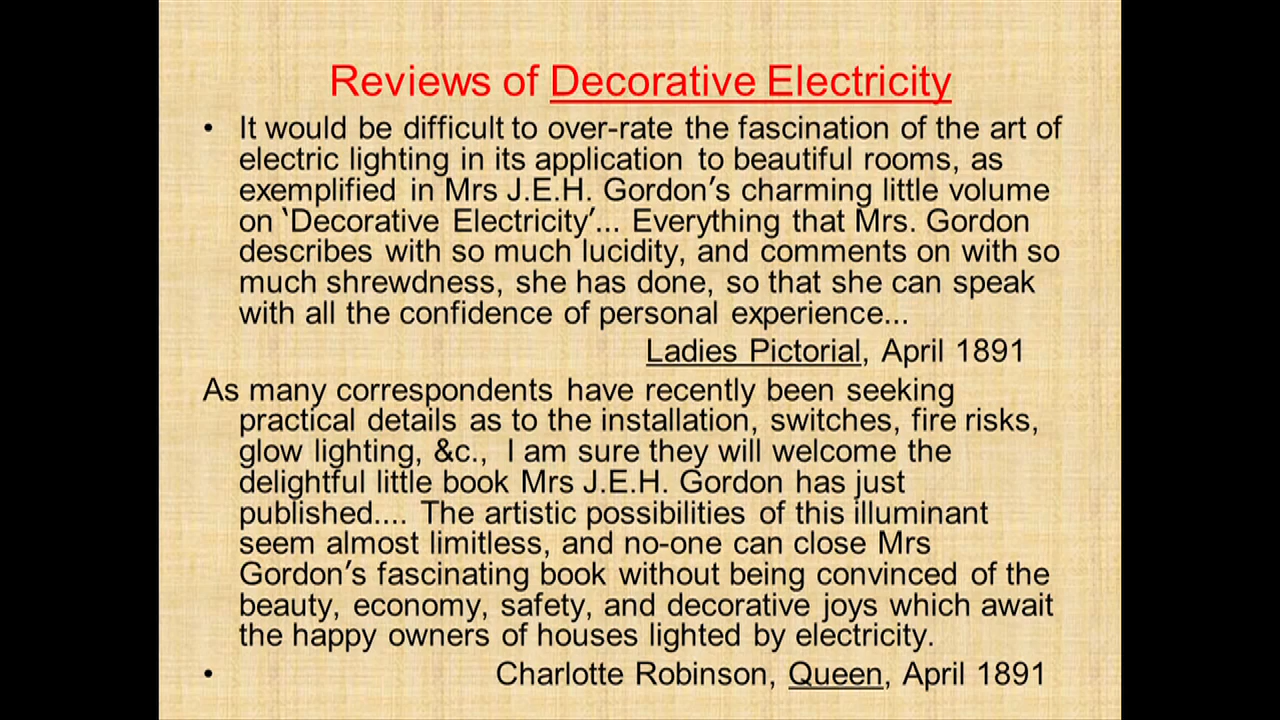 Reviews of Decorative Electricity
• It would be difficult to over-rate the fascination of the art of
electric lighting in its application to beautiful rooms, as
exemplified in Mrs J.E.H. Gordon’s charming little volume
on ‛Decorative Electricity’... Everything that Mrs. Gordon
describes with so much lucidity, and comments on with so
much shrewdness, she has done, so that she can speak
with all the confidence of personal experience...
Ladies Pictorial, April 1891
As many correspondents have recently been seeking
practical details as to the installation, switches, fire risks,
glow lighting, &c., I am sure they will welcome the
delightful little book Mrs J.E.H. Gordon has just
published.... The artistic possibilities of this illuminant
seem almost limitless, and no-one can close Mrs
Gordon’s fascinating book without being convinced of the
beauty, economy, safety, and decorative joys which await
the happy owners of houses lighted by electricity.
• Charlotte Robinson, Queen, April 1891